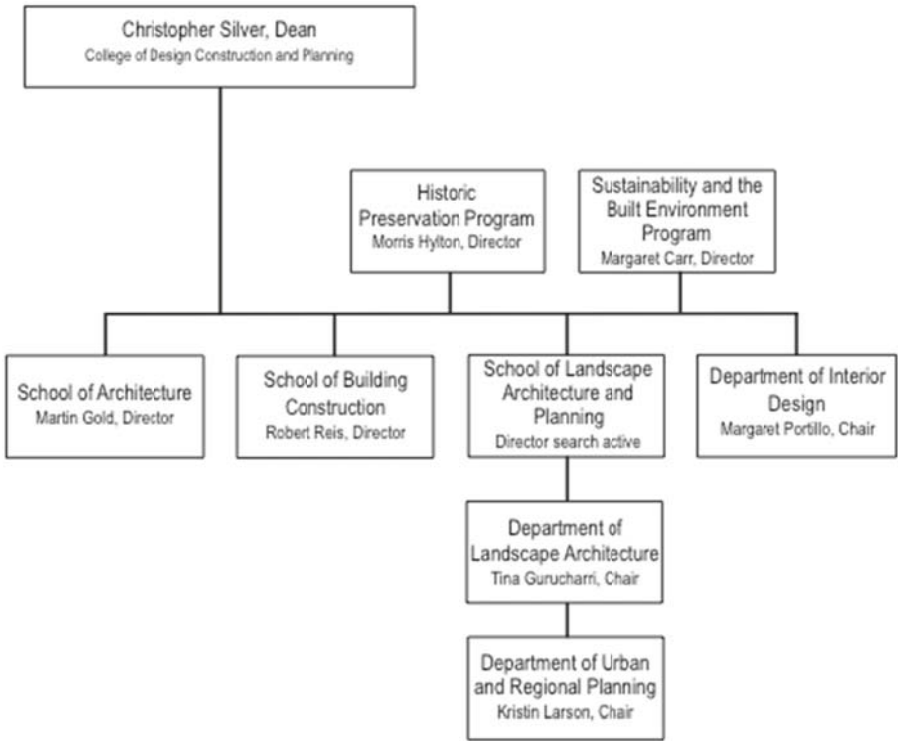 Christopher Silver, Dean
College of Design Construction and Planning
Historic
Preservation Program
Morris Hylton, Director
Sustainability and the
Built Environment
Program
Margaret Carr, Director
School of Architecture
Martin Gold, Director
School of Building
Construction
Robert Reis, Director
School of Landscape
Architecture and
Planning
Director search active
Department of Interior
Design
Margaret Portillo, Chair
Department of
Landscape Architecture
Tina Gurucharri, Chair
Department of Urban
and Regional Planning
Kristin Larson, Chair